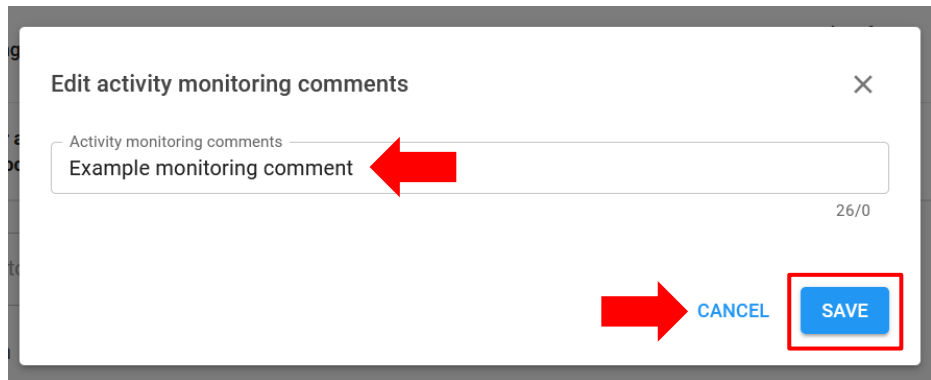 Edit activity monitoring comments
Activity monitoring comments
Example monitoring comment
26/0
CANCEL
SAVE